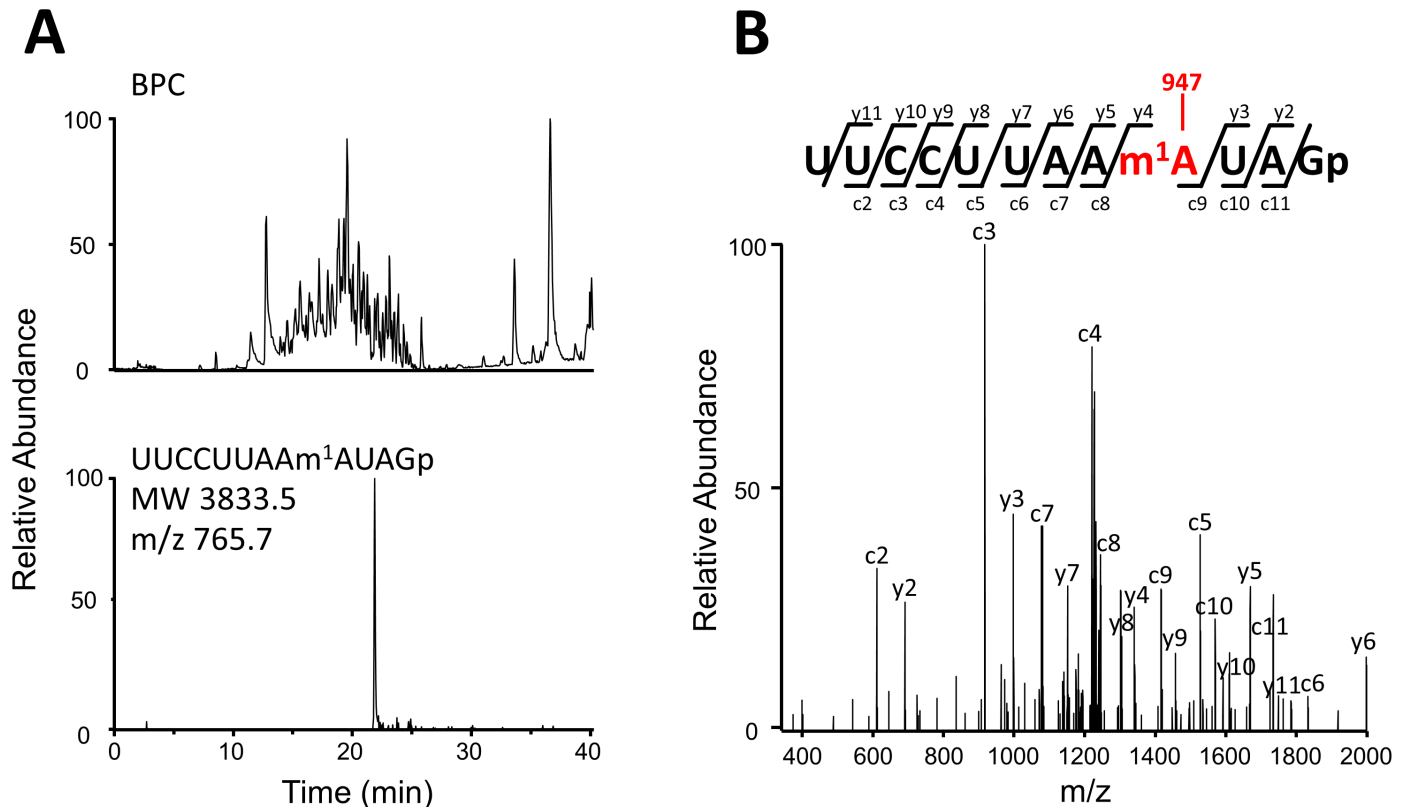 A
BPC
100
50
0
Relative Abundance
UUCCUUAAm¹AUAGp
MW 3833.5
m/z 765.7
100
50
0
0 10 20 30 40
Time (min)
B
947
y11 y10 y9 y8 y7 y6 y5 y4 y3 y2
UUCCUUAAm¹AUAGp
c2 c3 c4 c5 c6 c7 c8 c9 c10 c11
Relative Abundance
100
50
0
c3
c4
y3
c7
c5
c8
c2
y2
y7
c9
y4
y5
c10
y8
c11
y9
y6
y10
y11 c6
400 600 800 1000 1200 1400 1600 1800 2000
m/z